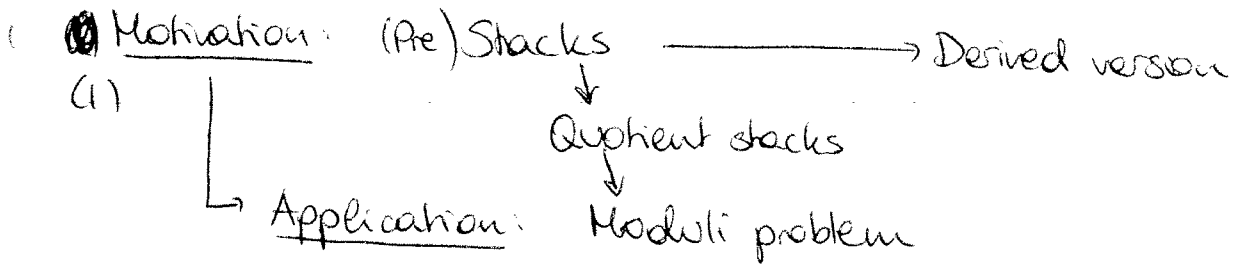 Motivation: (Pre) Stacks → Derived version
(1)
Quotient stacks
Application: Moduli problem